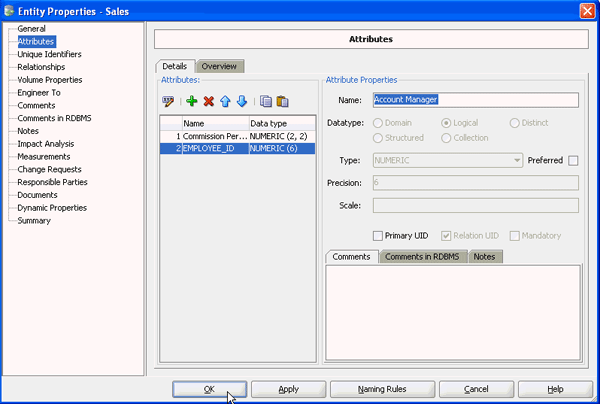 Entity Properties - Sales
General
Attributes
Unique Identifiers
Relationships
Volume Properties
Engineer To
Comments
Comments in RDBMS
Notes
Impact Analysis
Measurements
Change Requests
Responsible Parties
Documents
Dynamic Properties
Summary
Attributes
Details Overview
Attributes:
Name Data type
1 Commission Per... NUMERIC (2, 2)
2 EMPLOYEE_ID NUMERIC (6)
Attribute Properties
Name: Account Manager
Datatype: Domain Logical Distinct
Structured Collection
Type: NUMERIC Preferred
Precision: 6
Scale:
Primary UID Relation UID Mandatory
Comments Comments in RDBMS Notes
OK Apply Naming Rules Cancel Help